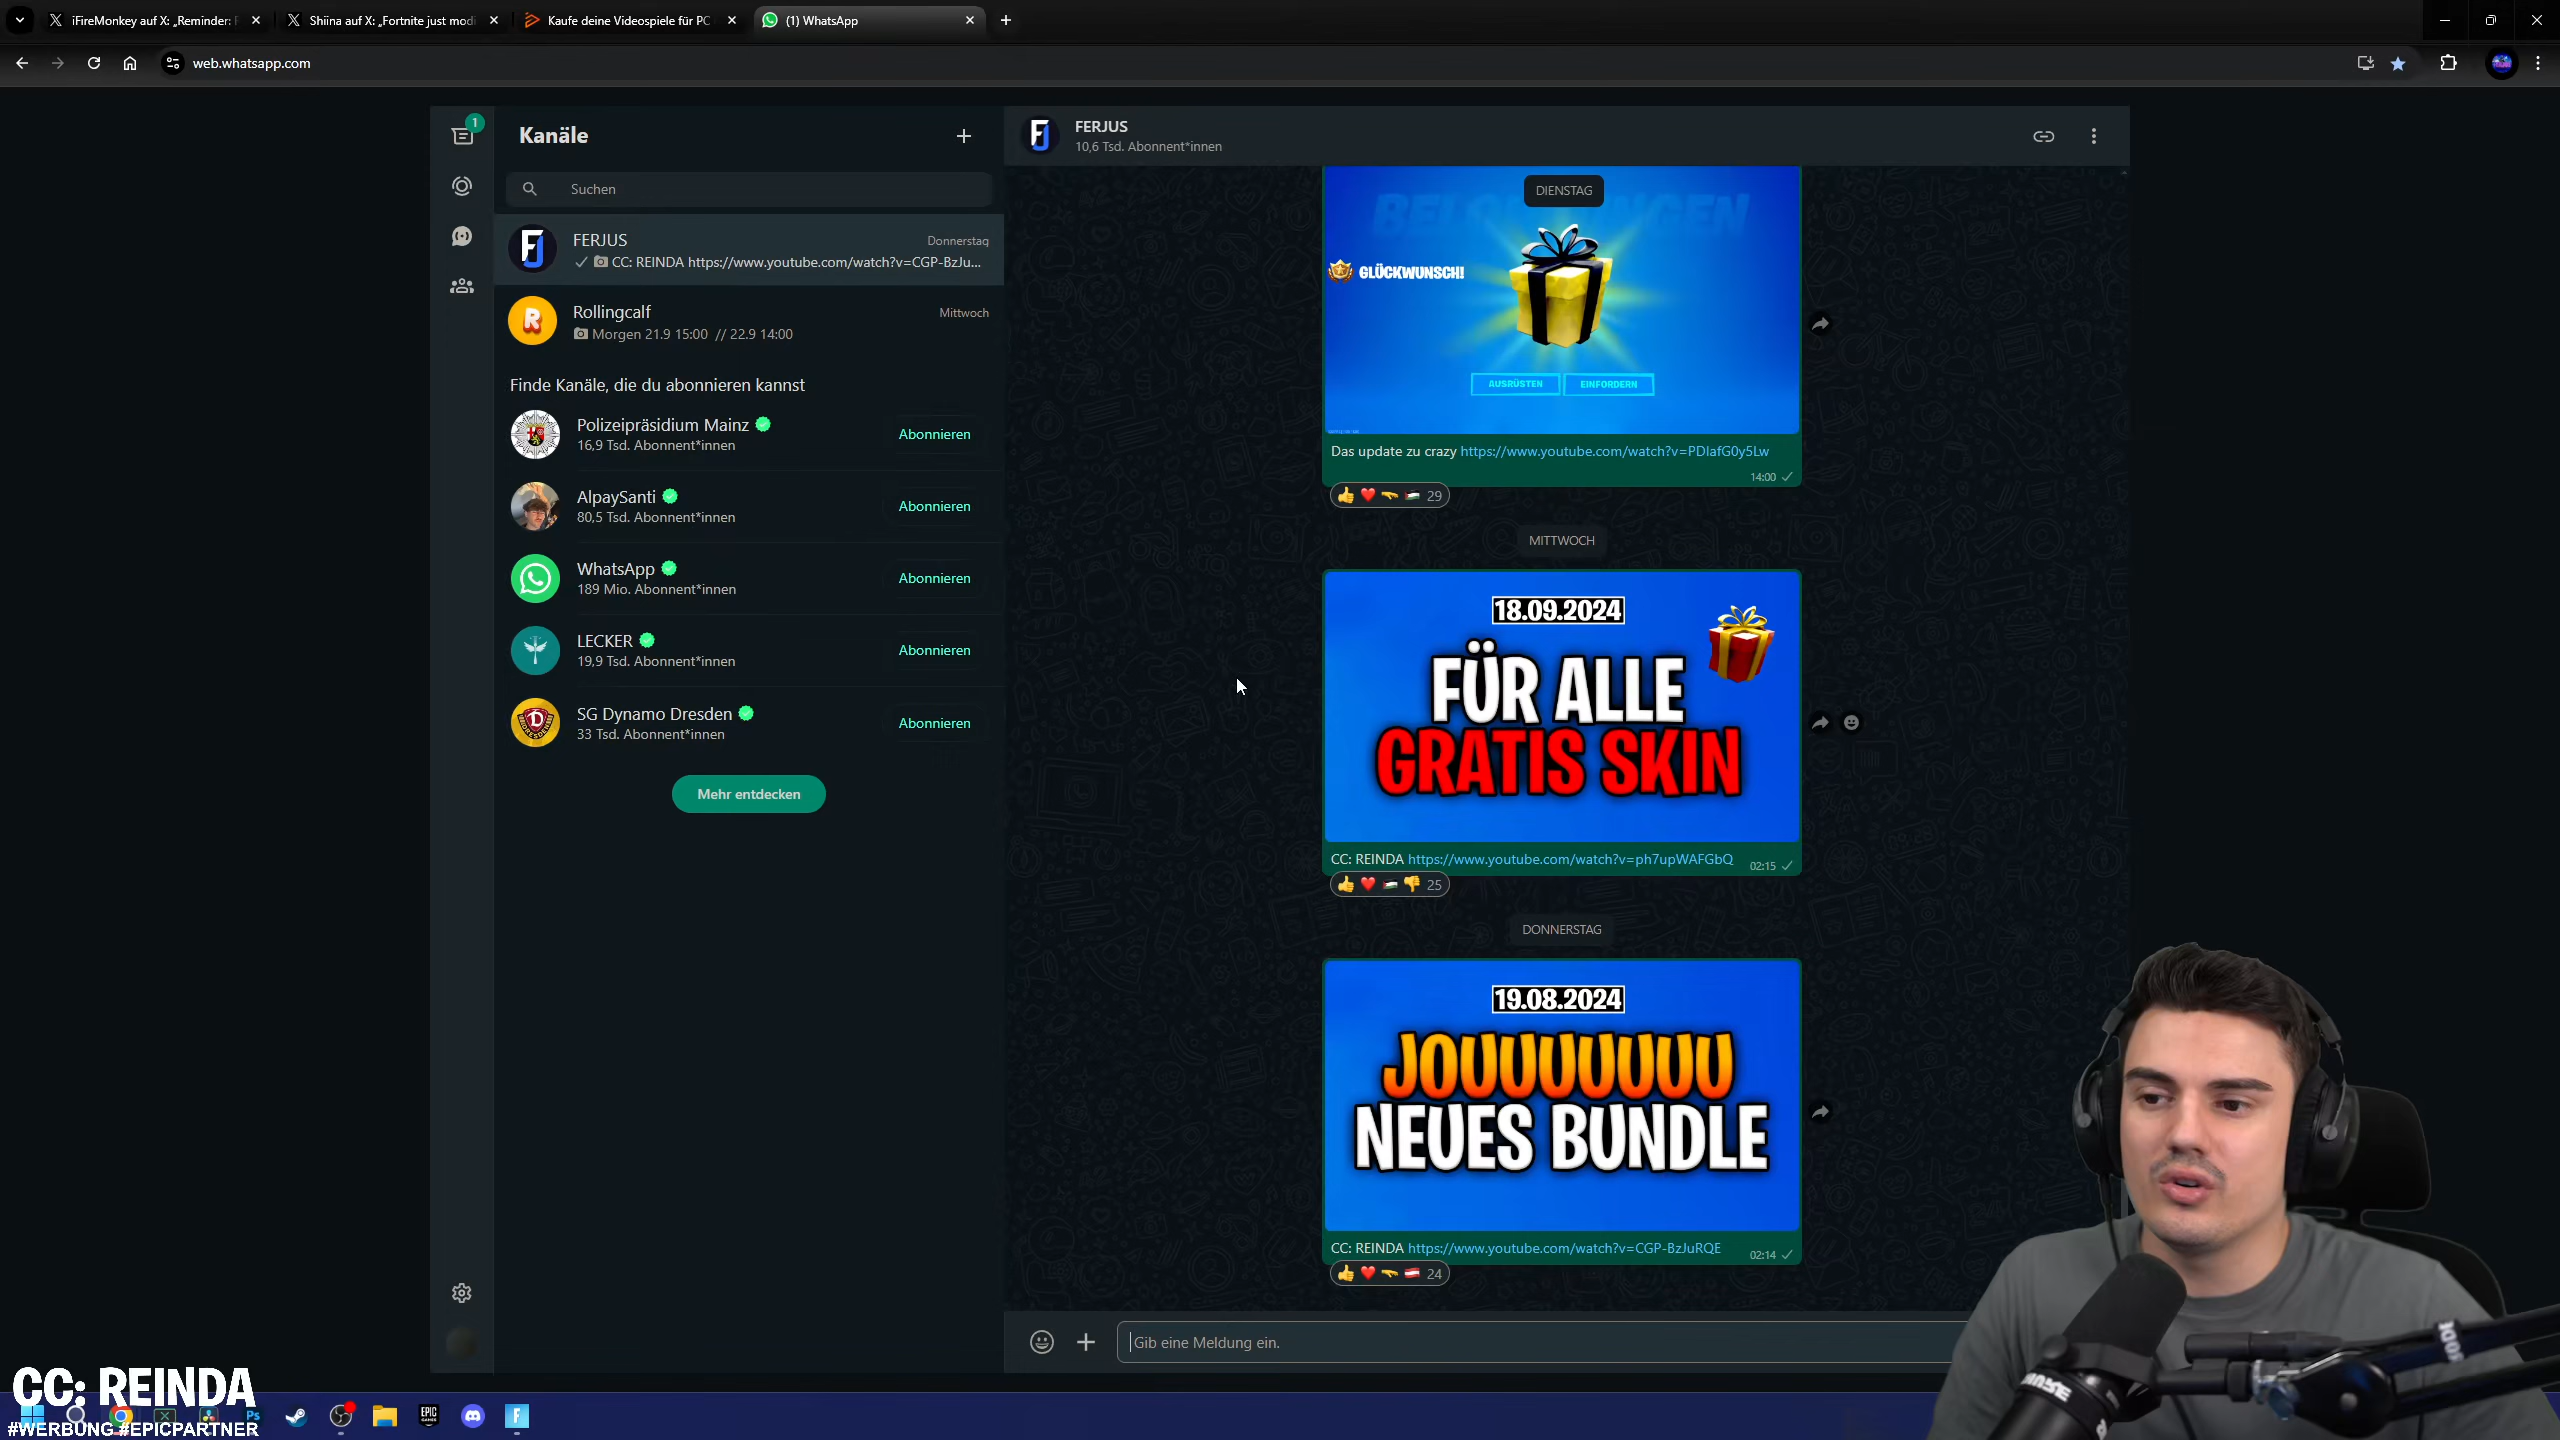 iFireMonkey auf X: „Reminder: F
Shiina auf X: „Fortnite just modi
Kaufe deine Videospiele für PC
(1) WhatsApp
web.whatsapp.com
1
Kanäle
Suchen
FERJUS
Donnerstag
CC: REINDA https://www.youtube.com/watch?v=CGP-BzJu...
Rollingcalf
Mittwoch
Morgen 21.9 15:00 // 22.9 14:00
Finde Kanäle, die du abonnieren kannst
Polizeipräsidium Mainz
16,9 Tsd. Abonnent*innen
Abonnieren
AlpaySanti
80,5 Tsd. Abonnent*innen
Abonnieren
WhatsApp
189 Mio. Abonnent*innen
Abonnieren
LECKER
19,9 Tsd. Abonnent*innen
Abonnieren
SG Dynamo Dresden
33 Tsd. Abonnent*innen
Abonnieren
Mehr entdecken
FERJUS
10,6 Tsd. Abonnent*innen
DIENSTAG
GLÜCKWUNSCH!
AUSRÜSTEN
EINFORDERN
Das update zu crazy https://www.youtube.com/watch?v=PDIafG0y5Lw
14:00
29
MITTWOCH
18.09.2024
FÜR ALLE
GRATIS SKIN
CC: REINDA https://www.youtube.com/watch?v=ph7upWAFGbQ
02:15
25
DONNERSTAG
19.08.2024
JOUUUUUUUU
NEUES BUNDLE
CC: REINDA https://www.youtube.com/watch?v=CGP-BzJuRQE
02:14
24
Gib eine Meldung ein.
CC: REINDA
#WERBUNG #EPICPARTNER
EPIC
GAMES